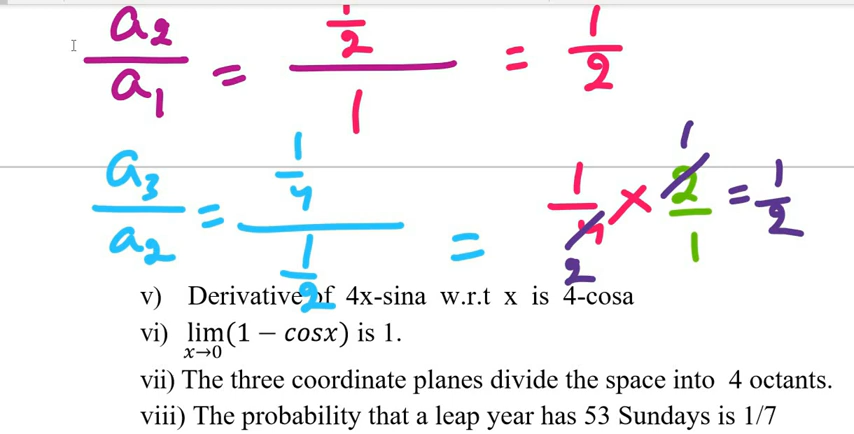 a₂/a₁ = (1/2)/1 = 1/2
a₃/a₂ = (1/4)/(1/2) = 1/4 2 × 2/1 1 = 1/2
v) Derivative of 4x-sina w.r.t x is 4-cosa
vi) lim x→0 (1 − cosx) is 1.
vii) The three coordinate planes divide the space into 4 octants.
viii) The probability that a leap year has 53 Sundays is 1/7